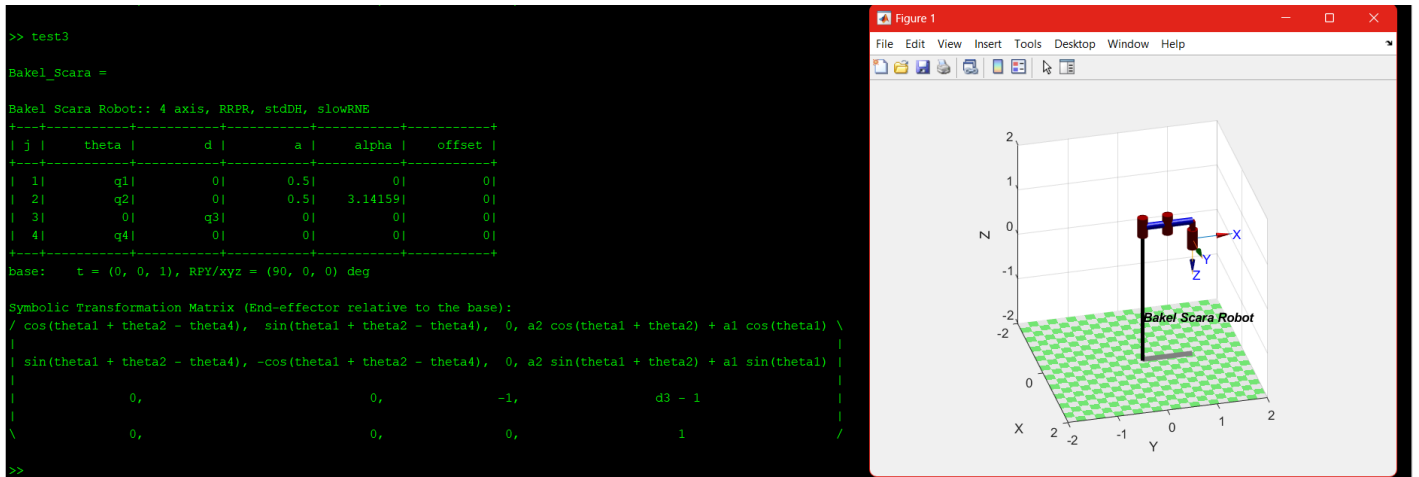 >> test3
Bakel_Scara =
Bakel Scara Robot:: 4 axis, RRPR, stdDH, slowRNE
+---+-----------+-----------+-----------+-----------+-----------+
| j |     theta |         d |         a |     alpha |    offset |
+---+-----------+-----------+-----------+-----------+-----------+
|  1|         q1|          0|        0.5|          0|          0|
|  2|         q2|          0|        0.5|    3.14159|          0|
|  3|          0|         q3|          0|          0|          0|
|  4|         q4|          0|          0|          0|          0|
+---+-----------+-----------+-----------+-----------+-----------+
base:    t = (0, 0, 1), RPY/xyz = (90, 0, 0) deg
Symbolic Transformation Matrix (End-effector relative to the base):
/ cos(theta1 + theta2 - theta4),  sin(theta1 + theta2 - theta4),  0, a2 cos(theta1 + theta2) + a1 cos(theta1) \
|                                                                                                             |
| sin(theta1 + theta2 - theta4), -cos(theta1 + theta2 - theta4),  0, a2 sin(theta1 + theta2) + a1 sin(theta1) |
|                                                                                                             |
|               0,                              0,               -1,                  d3 - 1                  |
|                                                                                                             |
\               0,                              0,                0,                     1                    /
>>
Figure 1
File Edit View Insert Tools Desktop Window Help
2
1
0
-1
-2
Z
X
Y
Z
Bakel Scara Robot
-2
0
2
X
-2
-1
0
1
2
Y